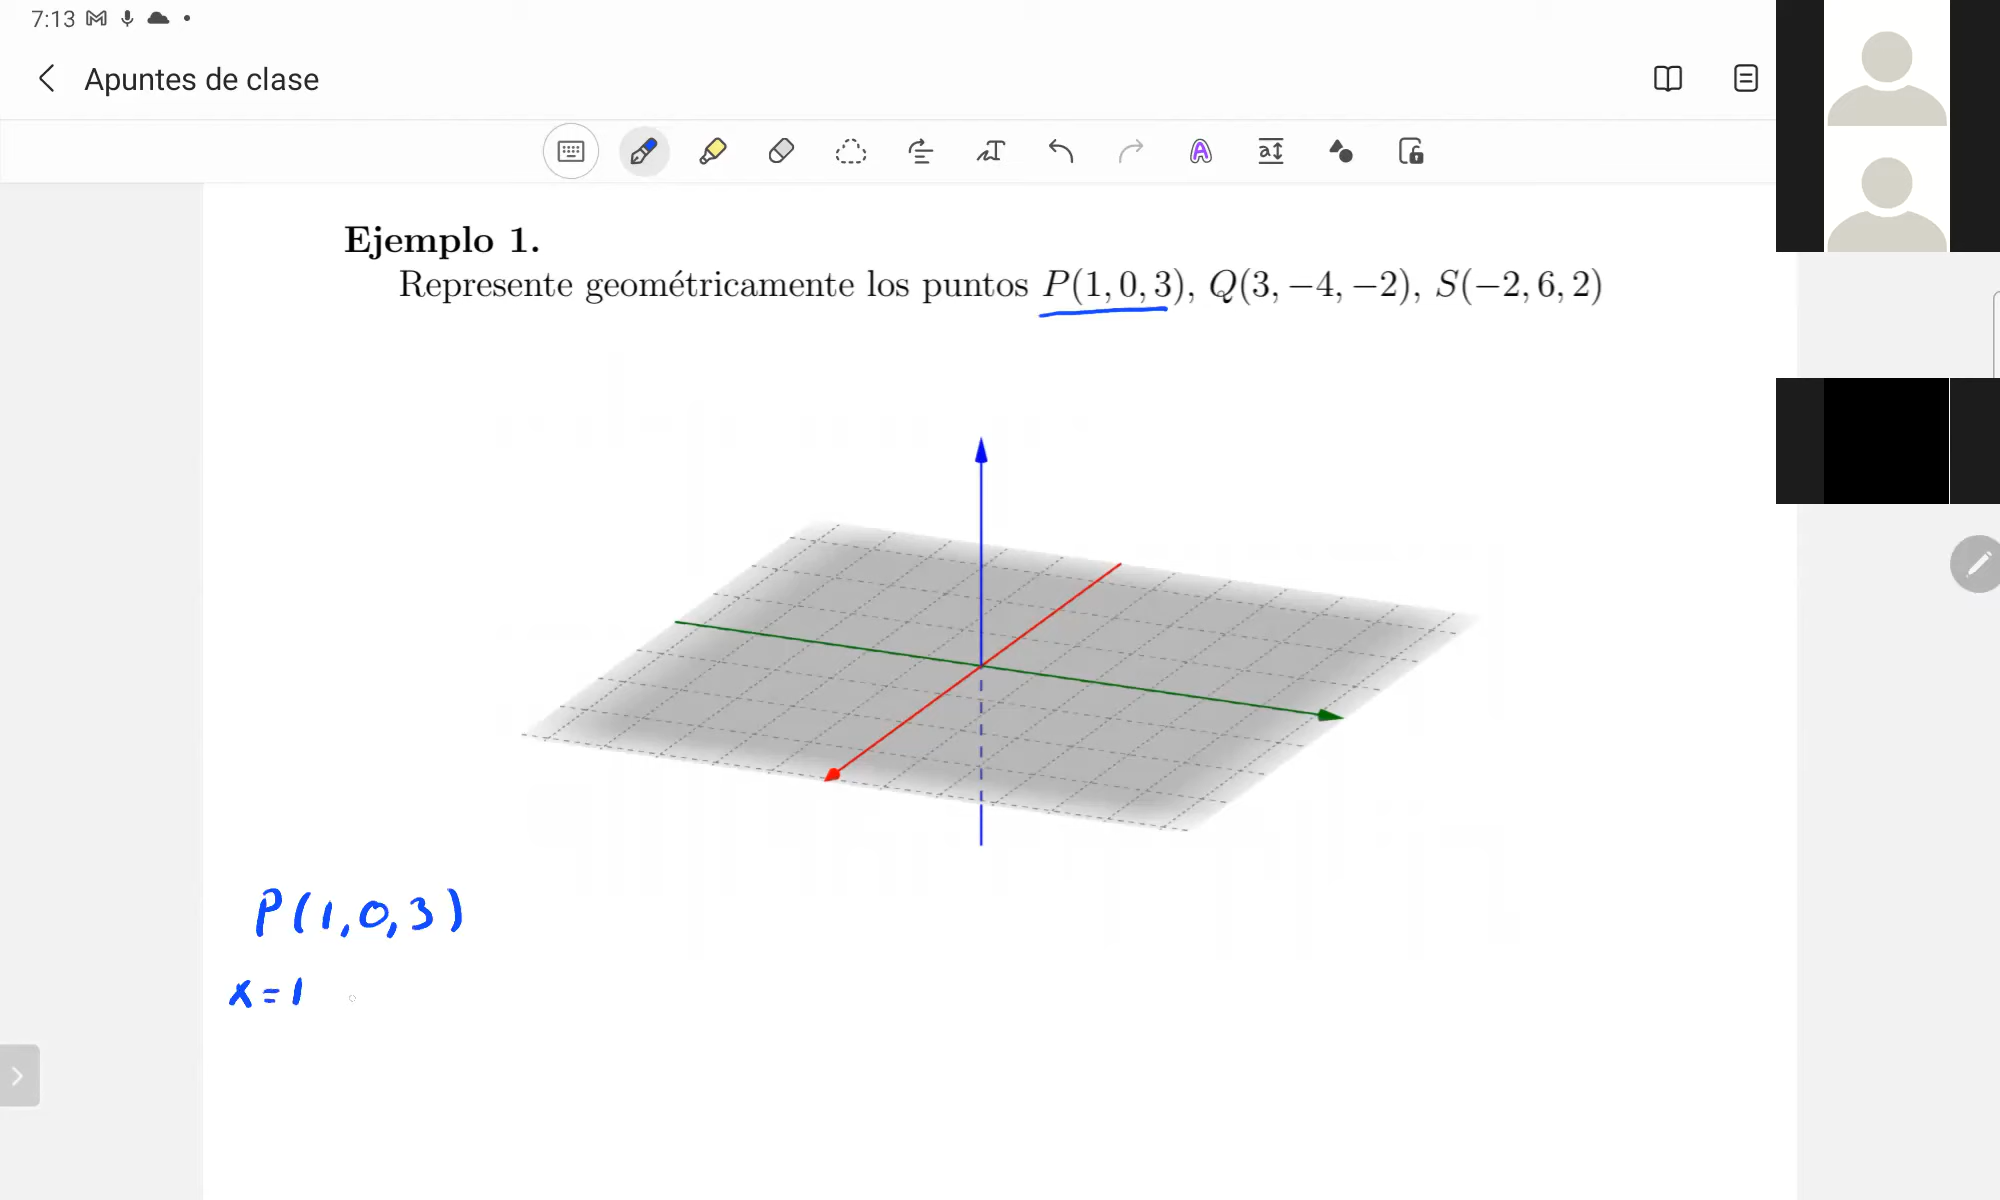 7:13
Apuntes de clase
Ejemplo 1.
Represente geométricamente los puntos P(1, 0, 3), Q(3, −4, −2), S(−2, 6, 2)
P(1,0,3)
x=1